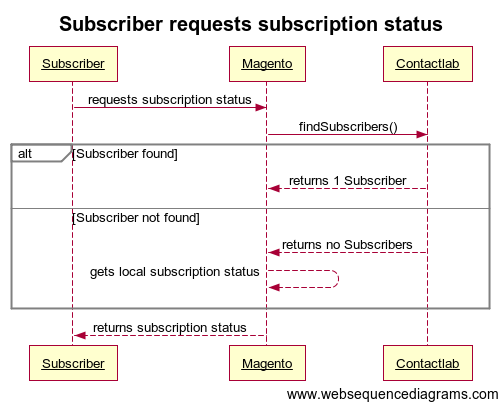 Subscriber requests subscription status
Subscriber Magento Contactlab
requests subscription status
findSubscribers()
alt [Subscriber found]
returns 1 Subscriber
[Subscriber not found]
returns no Subscribers
gets local subscription status
returns subscription status
Subscriber Magento Contactlab
www.websequencediagrams.com